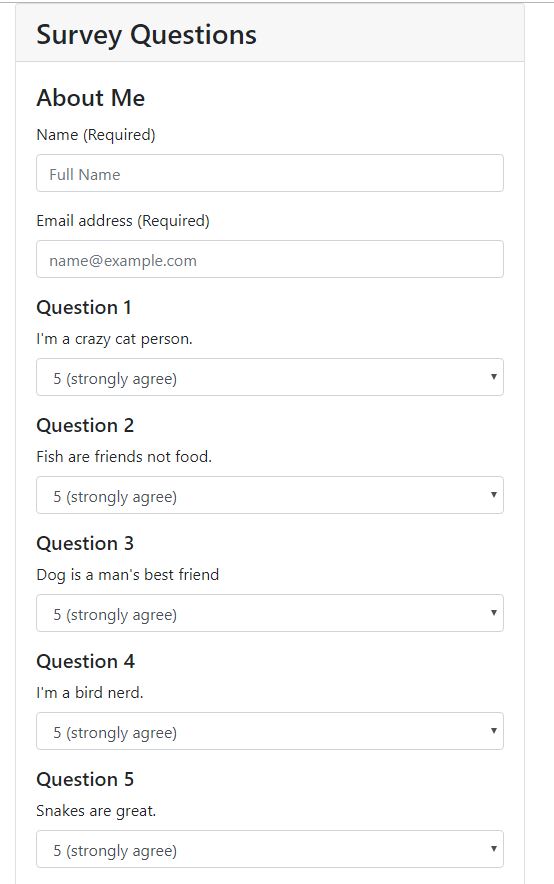 Survey Questions
About Me
Name (Required)
Full Name
Email address (Required)
name@example.com
Question 1
I'm a crazy cat person.
5 (strongly agree)
Question 2
Fish are friends not food.
5 (strongly agree)
Question 3
Dog is a man's best friend
5 (strongly agree)
Question 4
I'm a bird nerd.
5 (strongly agree)
Question 5
Snakes are great.
5 (strongly agree)